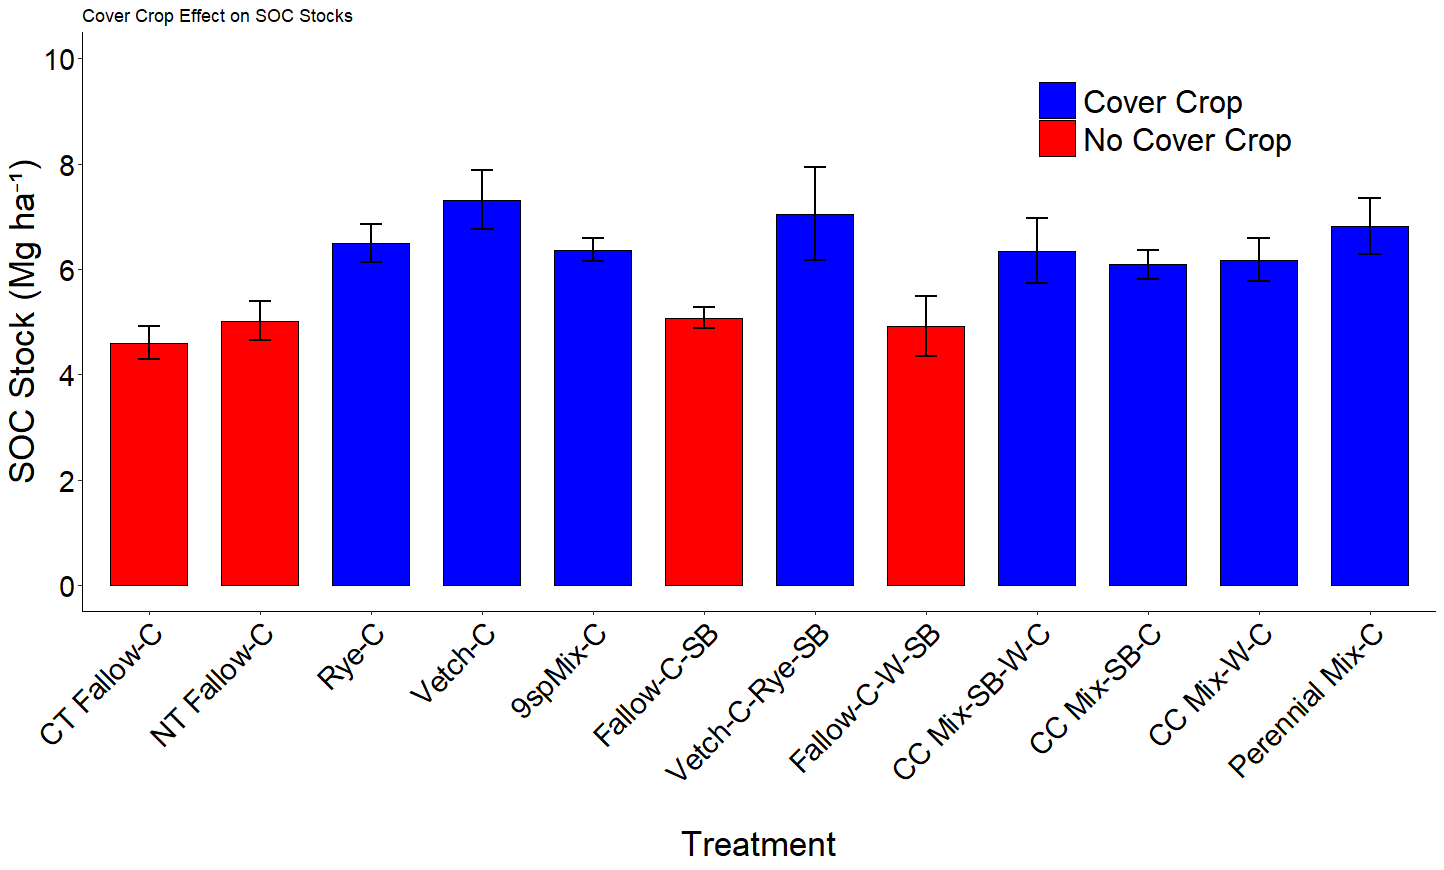 Cover Crop Effect on SOC Stocks
10
8
6
4
2
0
SOC Stock (Mg ha⁻¹)
Cover Crop
No Cover Crop
CT Fallow-C
NT Fallow-C
Rye-C
Vetch-C
9spMix-C
Fallow-C-SB
Vetch-C-Rye-SB
Fallow-C-W-SB
CC Mix-SB-W-C
CC Mix-SB-C
CC Mix-W-C
Perennial Mix-C
Treatment